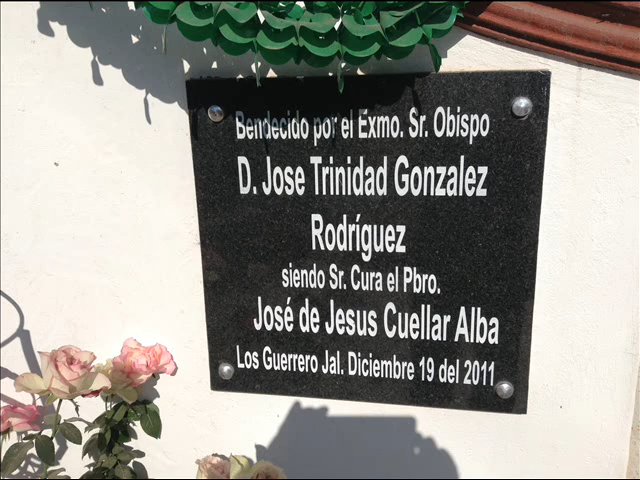 Bendecido por el Exmo. Sr. Obispo
D. Jose Trinidad Gonzalez
Rodríguez
siendo Sr. Cura el Pbro.
José de Jesus Cuellar Alba
Los Guerrero Jal. Diciembre 19 del 2011